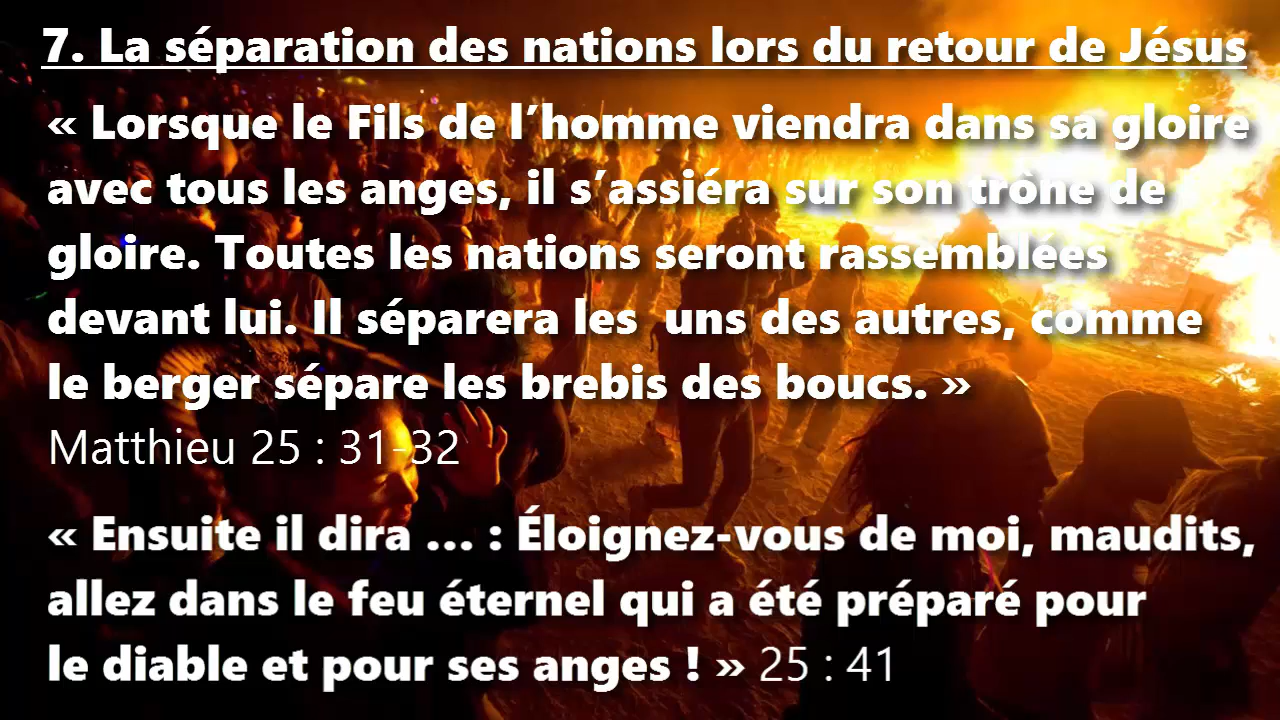 7. La séparation des nations lors du retour de Jésus
« Lorsque le Fils de l’homme viendra dans sa gloire
avec tous les anges, il s’assiéra sur son trône de
gloire. Toutes les nations seront rassemblées
devant lui. Il séparera les  uns des autres, comme
le berger sépare les brebis des boucs. »
Matthieu 25 : 31-32
« Ensuite il dira … : Éloignez-vous de moi, maudits,
allez dans le feu éternel qui a été préparé pour
le diable et pour ses anges ! » 25 : 41